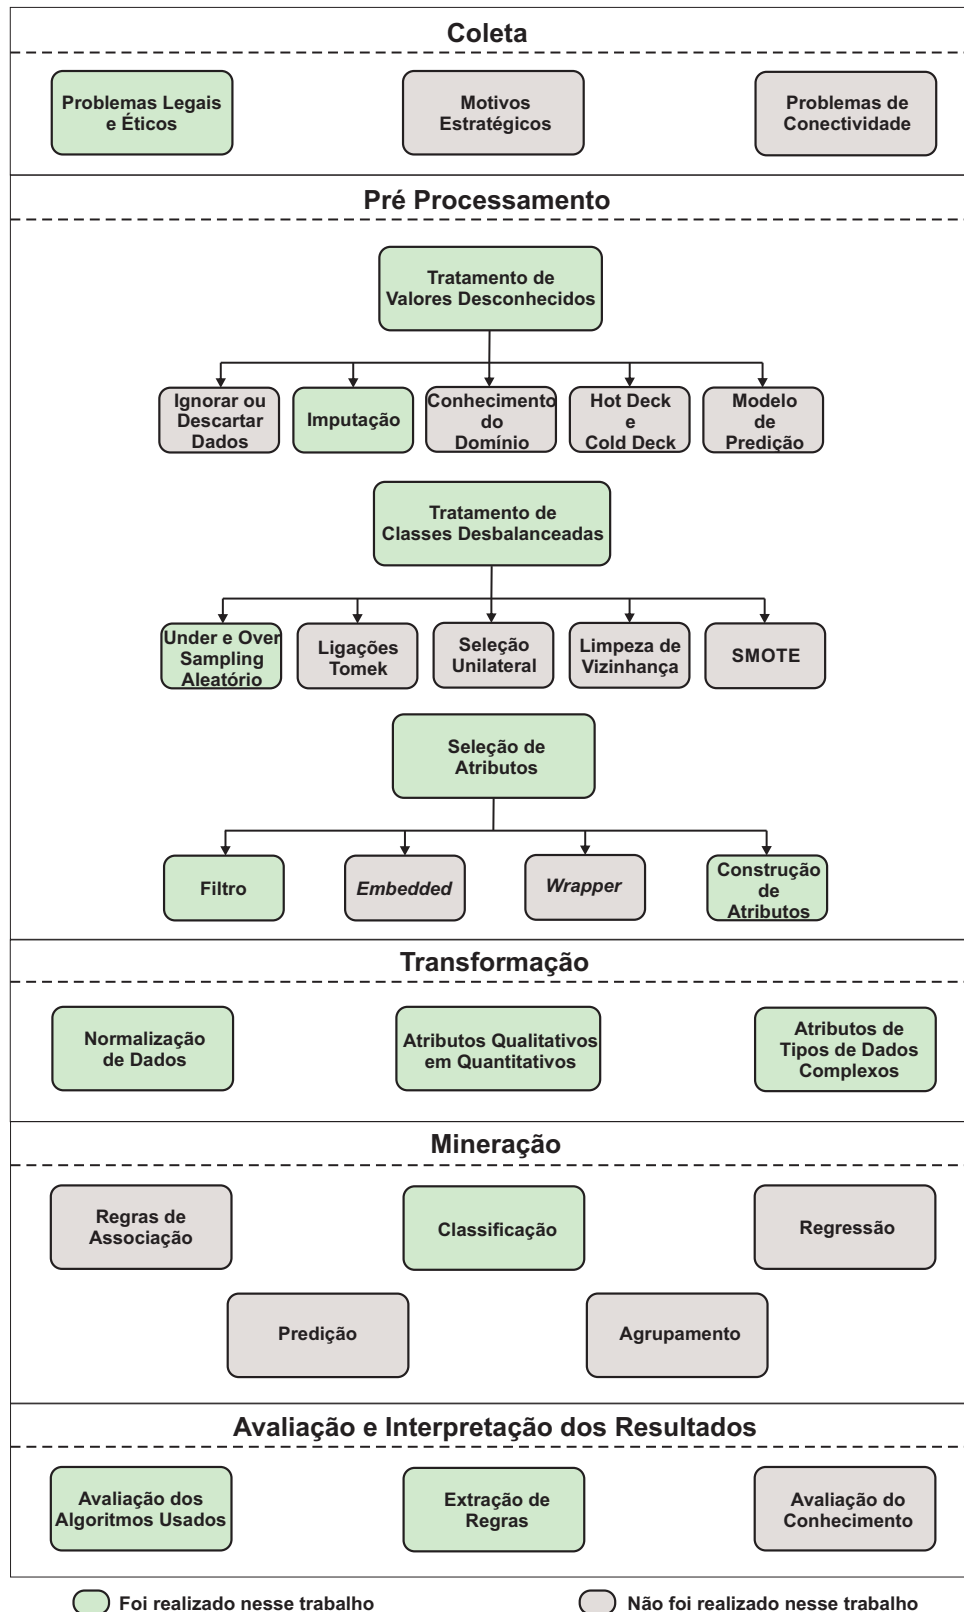 Coleta
Problemas Legais
e Éticos
Motivos
Estratégicos
Problemas de
Conectividade
Pré Processamento
Tratamento de
Valores Desconhecidos
Ignorar ou
Descartar
Dados
Imputação
Conhecimento
do
Domínio
Hot Deck
e
Cold Deck
Modelo
de
Predição
Tratamento de
Classes Desbalanceadas
Under e Over
Sampling
Aleatório
Ligações
Tomek
Seleção
Unilateral
Limpeza de
Vizinhança
SMOTE
Seleção de
Atributos
Filtro
Embedded
Wrapper
Construção
de
Atributos
Transformação
Normalização
de Dados
Atributos Qualitativos
em Quantitativos
Atributos de
Tipos de Dados
Complexos
Mineração
Regras de
Associação
Classificação
Regressão
Predição
Agrupamento
Avaliação e Interpretação dos Resultados
Avaliação dos
Algoritmos Usados
Extração de
Regras
Avaliação do
Conhecimento
Foi realizado nesse trabalho
Não foi realizado nesse trabalho